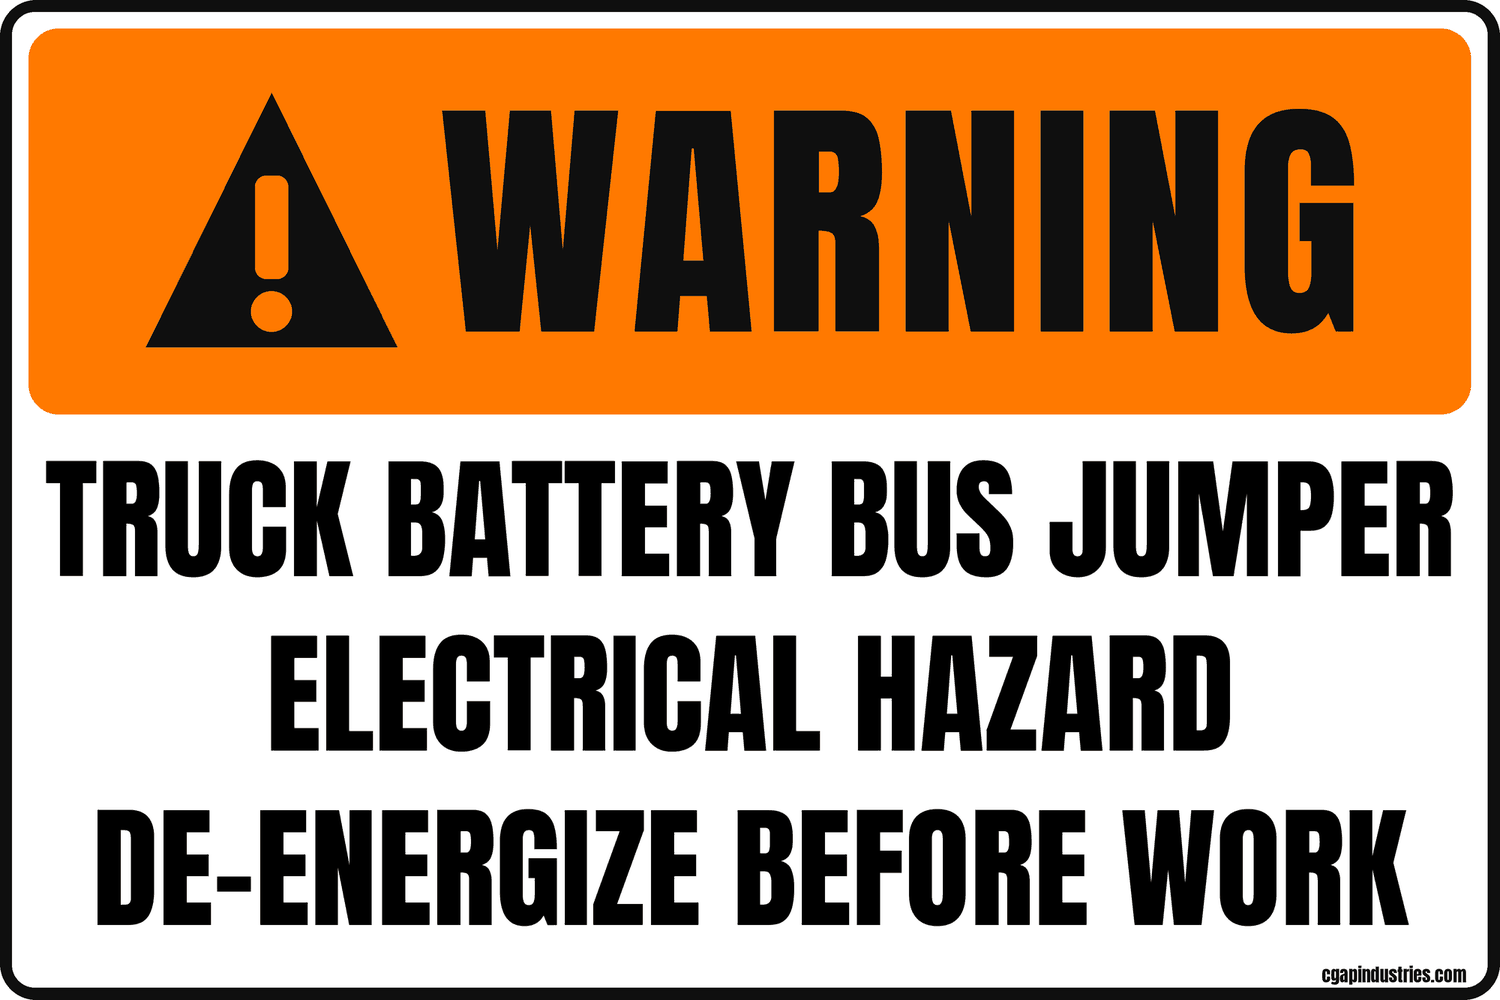 WARNING
TRUCK BATTERY BUS JUMPER
ELECTRICAL HAZARD
DE-ENERGIZE BEFORE WORK
cgapindustries.com